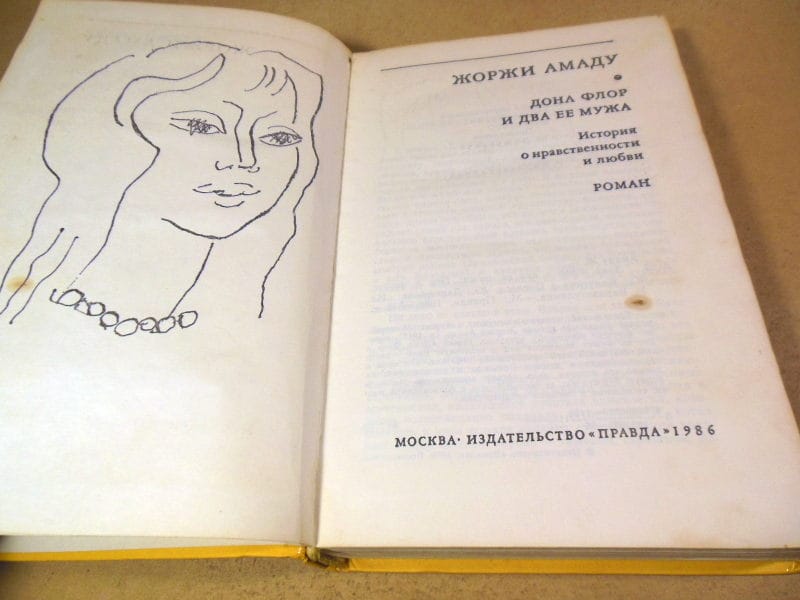 ЖОРЖИ АМАДУ
ДОНА ФЛОР
И ДВА ЕЕ МУЖА
История
о нравственности
и любви
РОМАН
МОСКВА · ИЗДАТЕЛЬСТВО «ПРАВДА» 1986